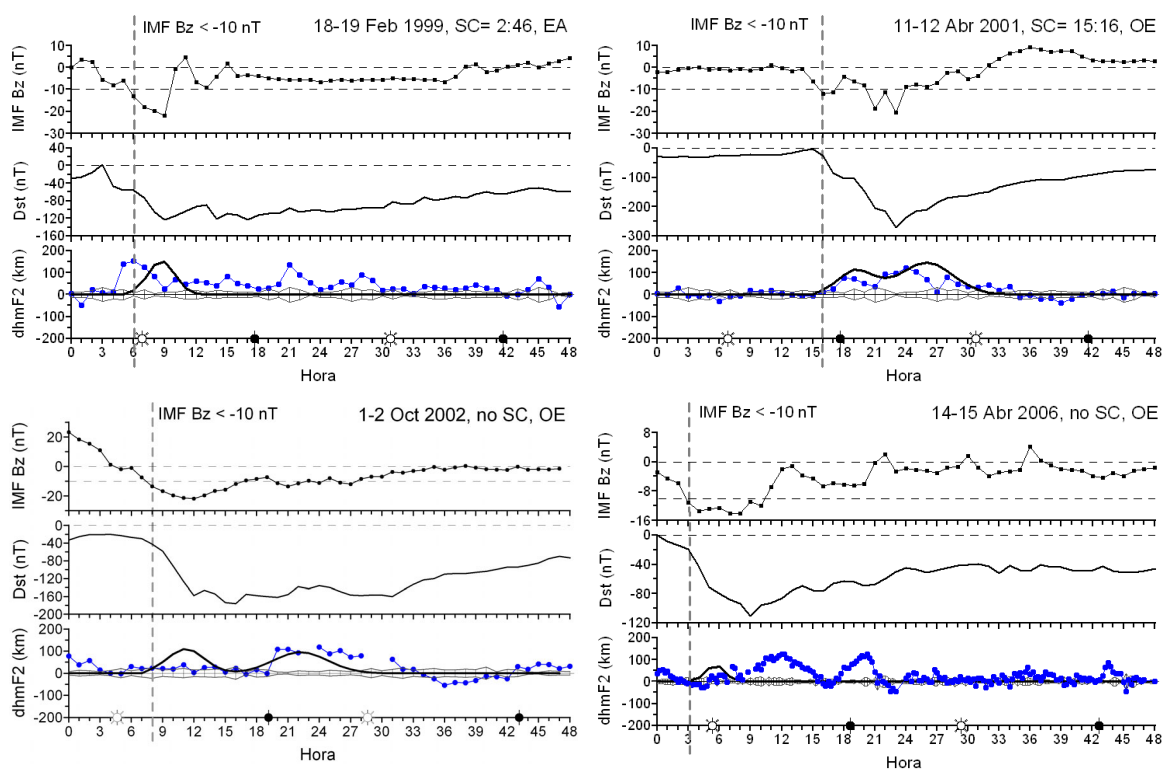 IMF Bz < -10 nT
18-19 Feb 1999, SC= 2:46, EA
IMF Bz (nT)
10
0
-10
-20
-30
Dst (nT)
40
0
-40
-80
-120
-160
dhmF2 (km)
200
100
0
-100
-200
0 3 6 9 12 15 18 21 24 27 30 33 36 39 42 45 48
Hora
IMF Bz < -10 nT
11-12 Abr 2001, SC= 15:16, OE
IMF Bz (nT)
10
0
-10
-20
-30
Dst (nT)
0
-100
-200
-300
dhmF2 (km)
200
100
0
-100
-200
0 3 6 9 12 15 18 21 24 27 30 33 36 39 42 45 48
Hora
IMF Bz < -10 nT
1-2 Oct 2002, no SC, OE
IMF Bz (nT)
20
0
-20
Dst (nT)
0
-40
-80
-120
-160
-200
dhmF2 (km)
200
100
0
-100
-200
0 3 6 9 12 15 18 21 24 27 30 33 36 39 42 45 48
Hora
IMF Bz < -10 nT
14-15 Abr 2006, no SC, OE
IMF Bz (nT)
8
0
-8
-16
Dst (nT)
0
-40
-80
-120
dhmF2 (km)
200
100
0
-100
-200
0 3 6 9 12 15 18 21 24 27 30 33 36 39 42 45 48
Hora